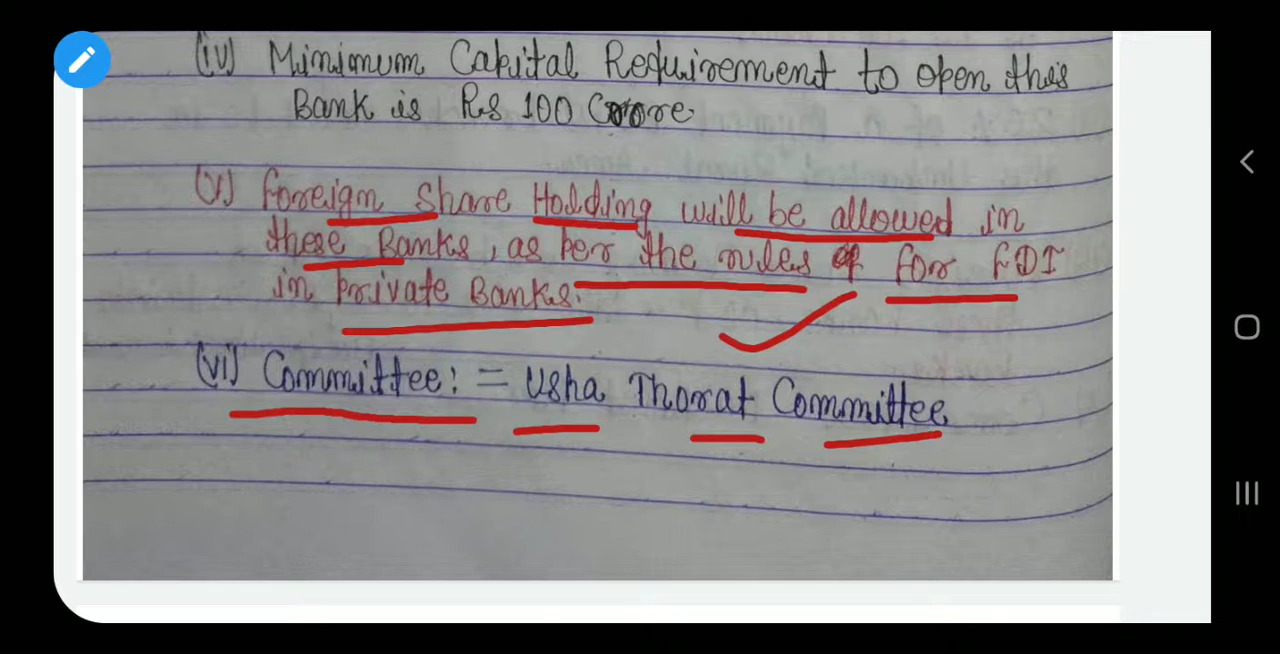 (iv) Minimum Capital Requirement to open this
Bank is Rs 100 Crore
(v) Foreign Share Holding will be allowed in
these Banks, as per the rules of for FDI
in private Banks.
(vi) Committee: = Usha Thorat Committee